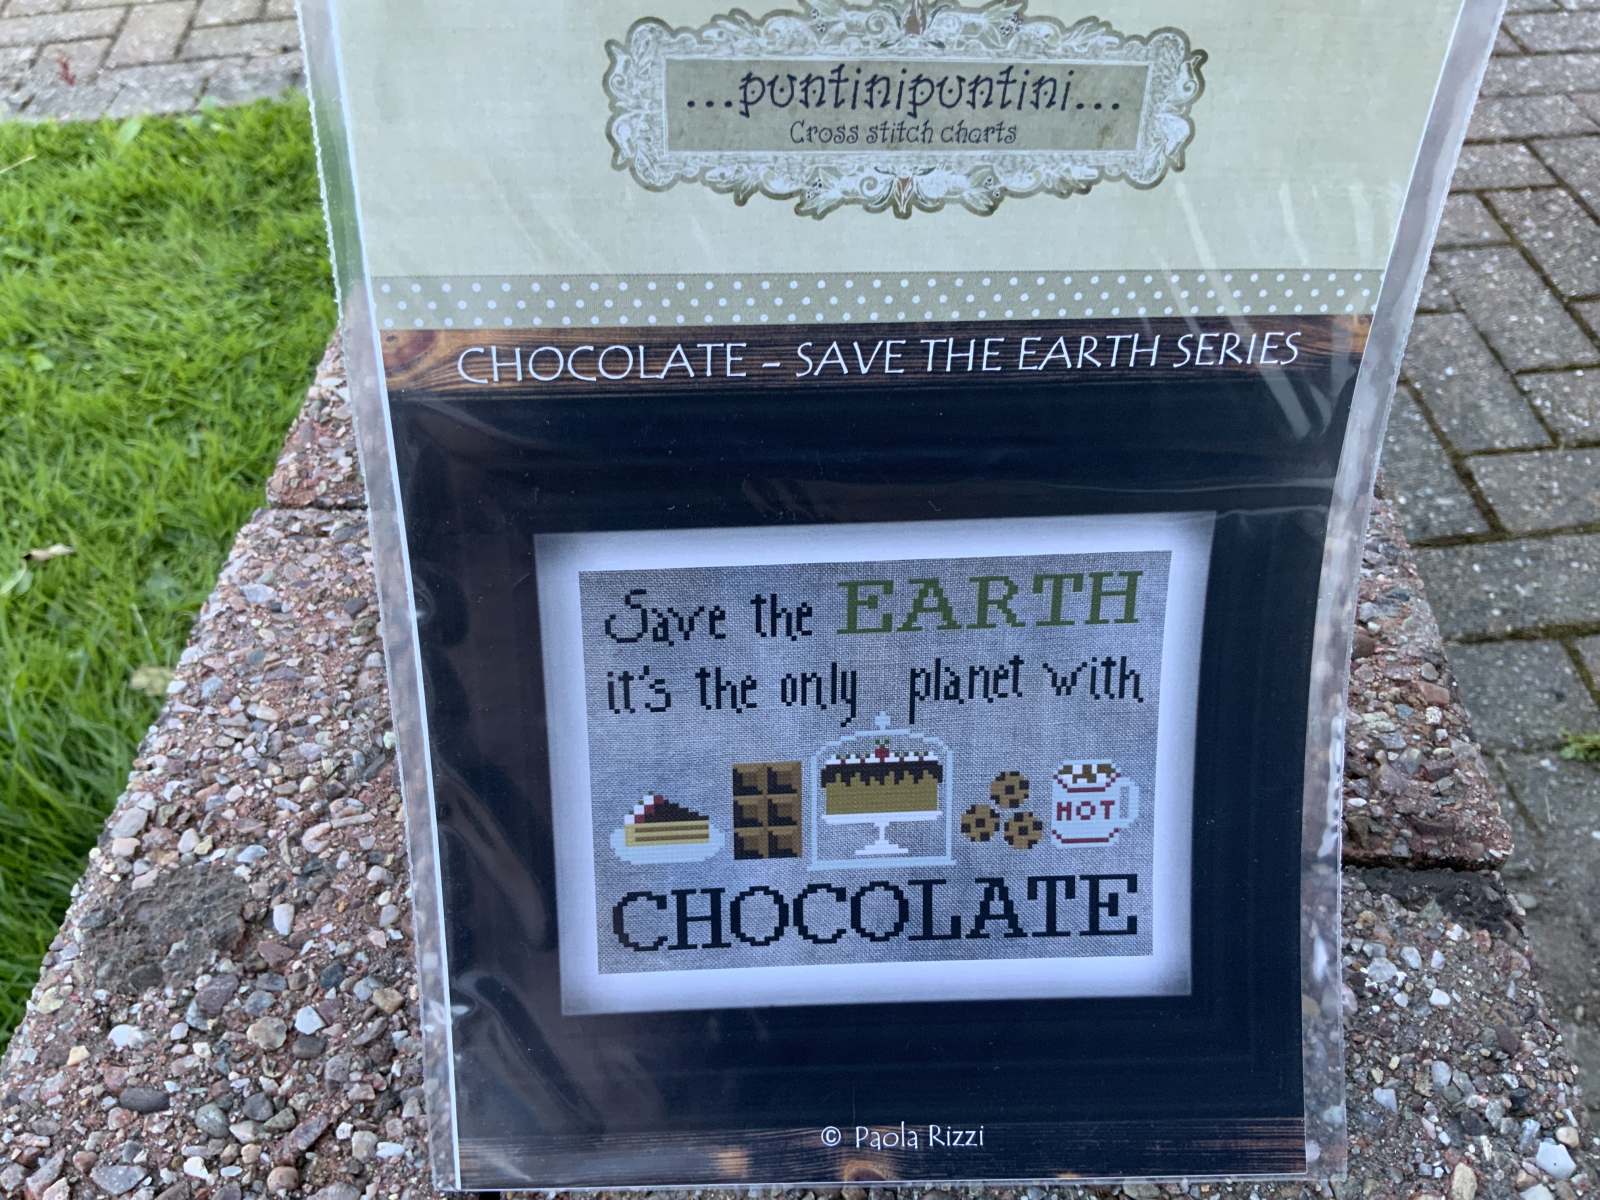 ...puntinipuntini...
Cross stitch charts
CHOCOLATE - SAVE THE EARTH SERIES
Save the EARTH
it's the only planet with
HOT
CHOCOLATE
© Paola Rizzi